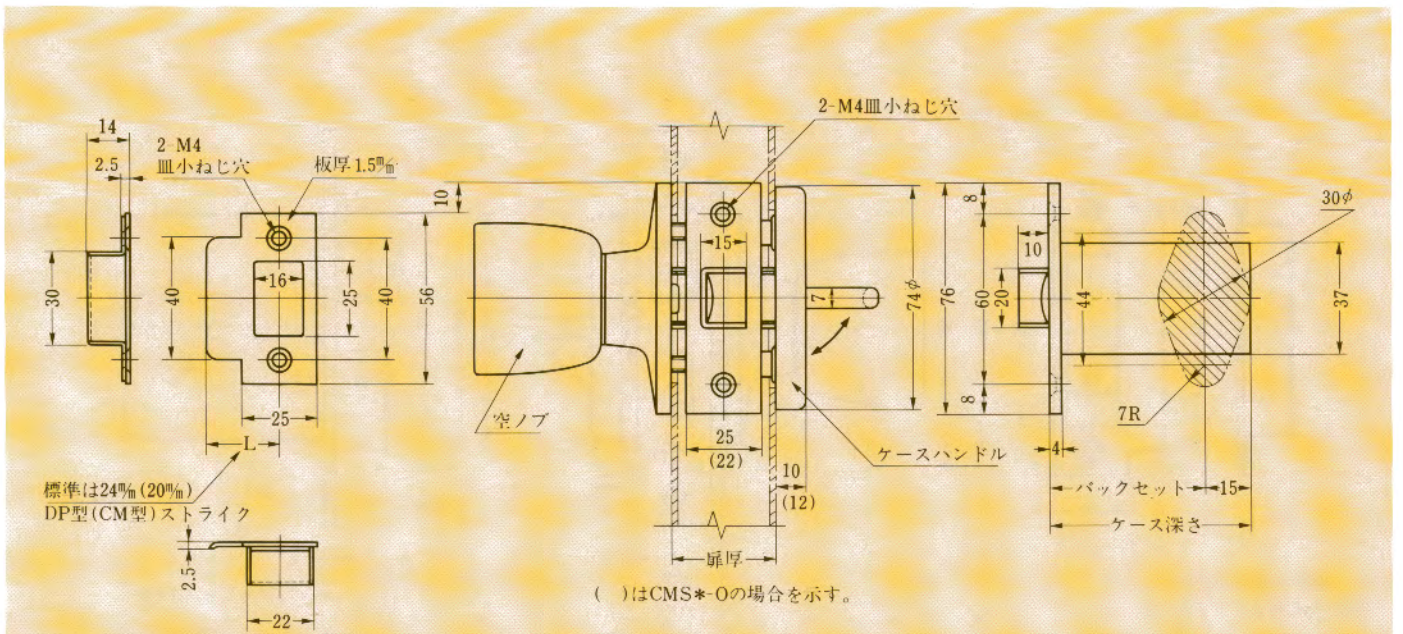 14
2.5
30
2-M4
皿小ねじ穴
板厚1.5㎜
40
16
25
40
56
25
L
標準は24㎜(20㎜)
DP型(CM型)ストライク
2.5
22
10
空ノブ
2-M4皿小ねじ穴
15
7
74φ
25
(22)
10
(12)
ケースハンドル
扉厚
( )はCMS*-Oの場合を示す。
76
8
60
8
10
20
44
30φ
37
7R
4
バックセット
15
ケース深さ